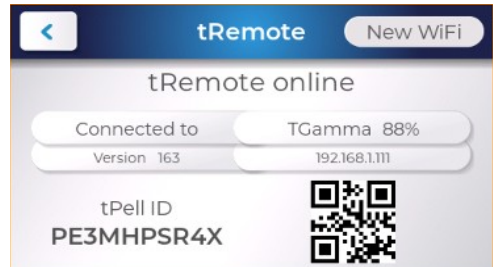 tRemote New WiFi
tRemote online
Connected to TGamma 88%
Version 163 192.168.1.111
tPell ID
PE3MHPSR4X